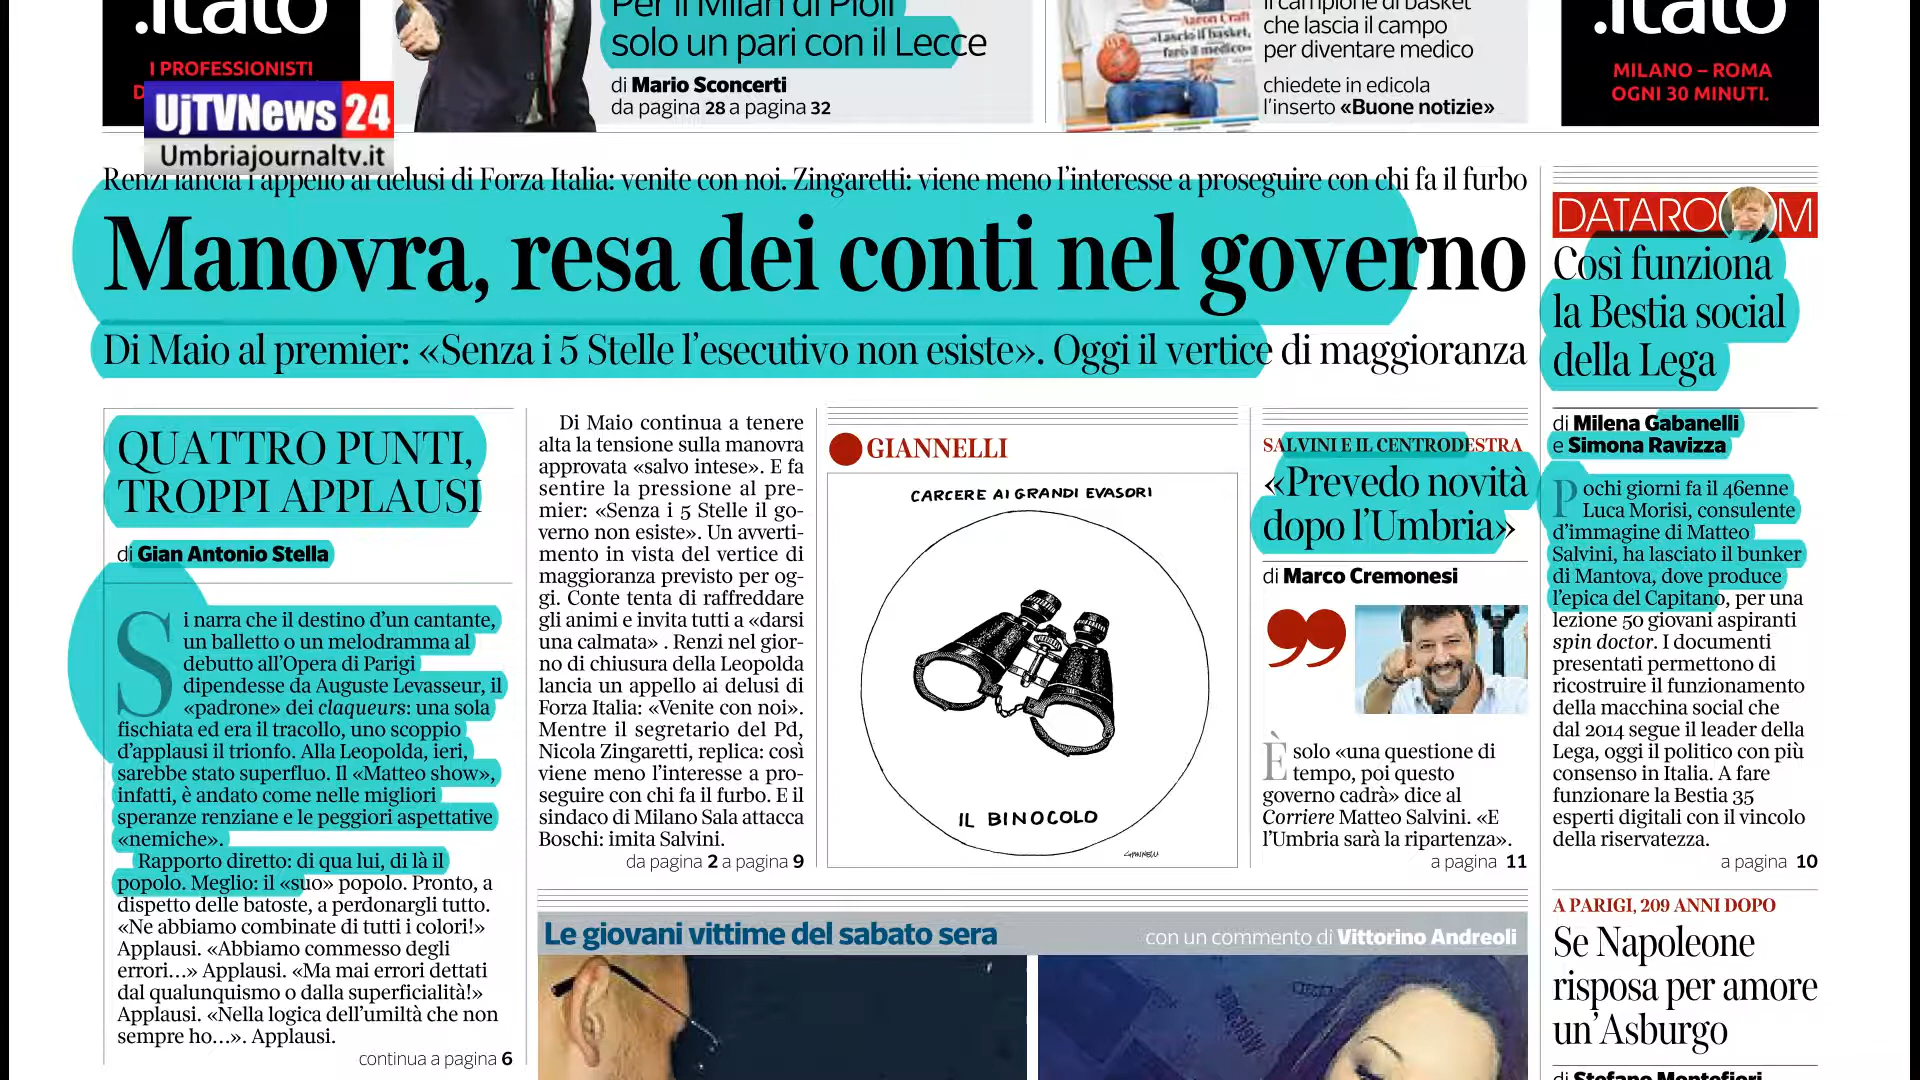 .italo
I PROFESSIONISTI
UjTVNews 24
Umbriajournaltv.it
Per il Milan di Pioli
solo un pari con il Lecce
di Mario Sconcerti
da pagina 28 a pagina 32
Aaron Craft
«Lascio il basket,
farò il medico»
il campione di basket
che lascia il campo
per diventare medico
chiedete in edicola
l'inserto «Buone notizie»
.italo
MILANO – ROMA
OGNI 30 MINUTI.
Renzi lancia l'appello ai delusi di Forza Italia: venite con noi. Zingaretti: viene meno l'interesse a proseguire con chi fa il furbo
Manovra, resa dei conti nel governo
Di Maio al premier: «Senza i 5 Stelle l'esecutivo non esiste». Oggi il vertice di maggioranza
QUATTRO PUNTI,
TROPPI APPLAUSI
di Gian Antonio Stella
Si narra che il destino d'un cantante,
un balletto o un melodramma al
debutto all'Opera di Parigi
dipendesse da Auguste Levasseur, il
«padrone» dei claqueurs: una sola
fischiata ed era il tracollo, uno scoppio
d'applausi il trionfo. Alla Leopolda, ieri,
sarebbe stato superfluo. Il «Matteo show»,
infatti, è andato come nelle migliori
speranze renziane e le peggiori aspettative
«nemiche».
Rapporto diretto: di qua lui, di là il
popolo. Meglio: il «suo» popolo. Pronto, a
dispetto delle batoste, a perdonargli tutto.
«Ne abbiamo combinate di tutti i colori!»
Applausi. «Abbiamo commesso degli
errori...» Applausi. «Ma mai errori dettati
dal qualunquismo o dalla superficialità!»
Applausi. «Nella logica dell'umiltà che non
sempre ho...». Applausi.
continua a pagina 6
Di Maio continua a tenere
alta la tensione sulla manovra
approvata «salvo intese». E fa
sentire la pressione al pre-
mier: «Senza i 5 Stelle il go-
verno non esiste». Un avverti-
mento in vista del vertice di
maggioranza previsto per og-
gi. Conte tenta di raffreddare
gli animi e invita tutti a «darsi
una calmata» . Renzi nel gior-
no di chiusura della Leopolda
lancia un appello ai delusi di
Forza Italia: «Venite con noi».
Mentre il segretario del Pd,
Nicola Zingaretti, replica: così
viene meno l'interesse a pro-
seguire con chi fa il furbo. E il
sindaco di Milano Sala attacca
Boschi: imita Salvini.
da pagina 2 a pagina 9
GIANNELLI
CARCERE AI GRANDI EVASORI
IL BINOCOLO
GIANNELLI
SALVINI E IL CENTRODESTRA
«Prevedo novità
dopo l'Umbria»
di Marco Cremonesi
È solo «una questione di
tempo, poi questo
governo cadrà» dice al
Corriere Matteo Salvini. «E
l'Umbria sarà la ripartenza».
a pagina 11
DATAROOM
Così funziona
la Bestia social
della Lega
di Milena Gabanelli
e Simona Ravizza
Pochi giorni fa il 46enne
Luca Morisi, consulente
d'immagine di Matteo
Salvini, ha lasciato il bunker
di Mantova, dove produce
l'epica del Capitano, per una
lezione 50 giovani aspiranti
spin doctor. I documenti
presentati permettono di
ricostruire il funzionamento
della macchina social che
dal 2014 segue il leader della
Lega, oggi il politico con più
consenso in Italia. A fare
funzionare la Bestia 35
esperti digitali con il vincolo
della riservatezza.
a pagina 10
Le giovani vittime del sabato sera
con un commento di Vittorino Andreoli
A PARIGI, 209 ANNI DOPO
Se Napoleone
risposa per amore
un'Asburgo
di Stefano Montefiori